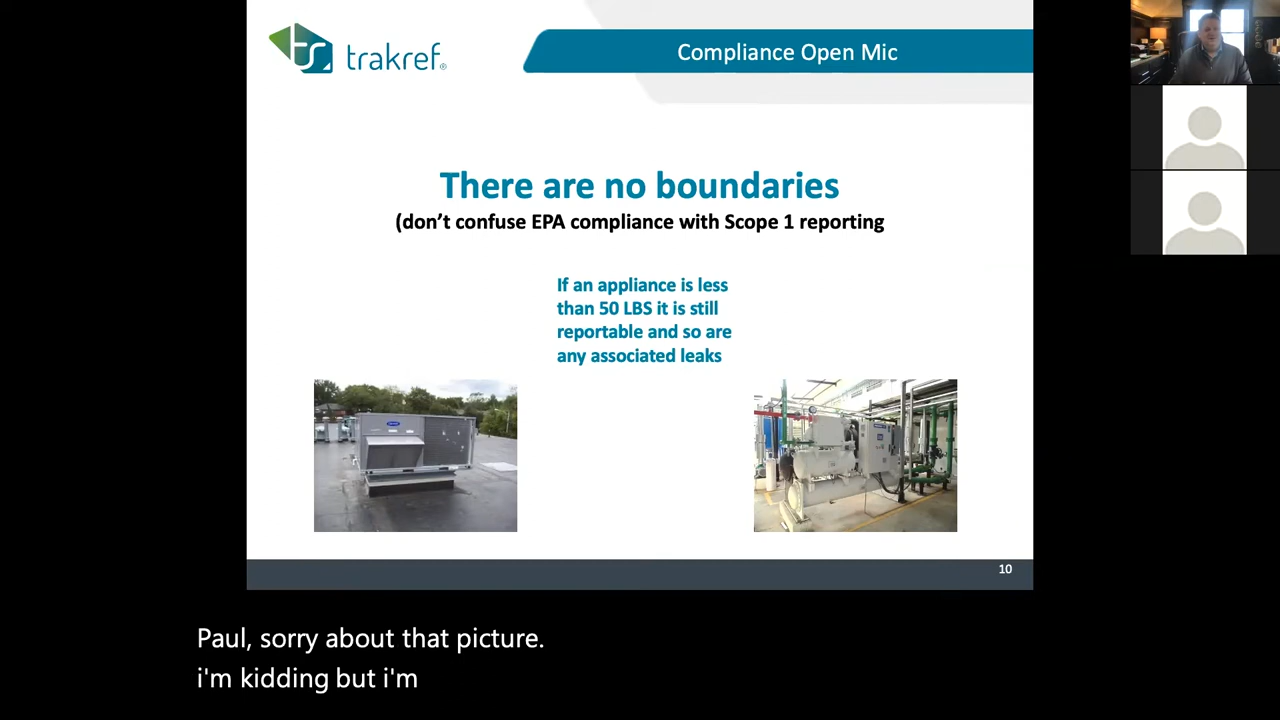 trakref
Compliance Open Mic
There are no boundaries
(don't confuse EPA compliance with Scope 1 reporting
If an appliance is less
than 50 LBS it is still
reportable and so are
any associated leaks
10
Paul, sorry about that picture.
i'm kidding but i'm